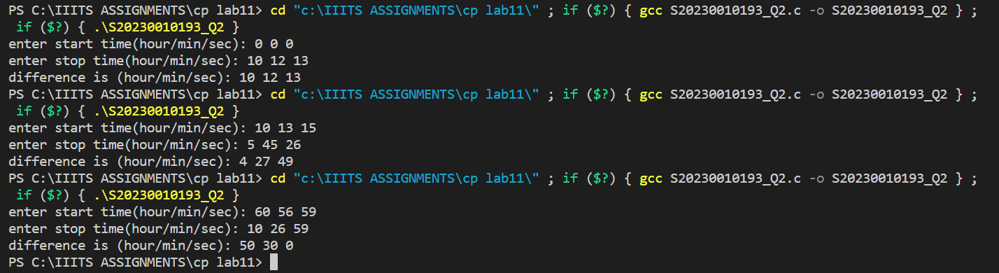 PS C:\IIITS ASSIGNMENTS\cp lab11> cd "c:\IIITS ASSIGNMENTS\cp lab11\" ; if ($?) { gcc S20230010193_Q2.c -o S20230010193_Q2 } ;
 if ($?) { .\S20230010193_Q2 }
enter start time(hour/min/sec): 0 0 0
enter stop time(hour/min/sec): 10 12 13
difference is (hour/min/sec): 10 12 13
PS C:\IIITS ASSIGNMENTS\cp lab11> cd "c:\IIITS ASSIGNMENTS\cp lab11\" ; if ($?) { gcc S20230010193_Q2.c -o S20230010193_Q2 } ;
 if ($?) { .\S20230010193_Q2 }
enter start time(hour/min/sec): 10 13 15
enter stop time(hour/min/sec): 5 45 26
difference is (hour/min/sec): 4 27 49
PS C:\IIITS ASSIGNMENTS\cp lab11> cd "c:\IIITS ASSIGNMENTS\cp lab11\" ; if ($?) { gcc S20230010193_Q2.c -o S20230010193_Q2 } ;
 if ($?) { .\S20230010193_Q2 }
enter start time(hour/min/sec): 60 56 59
enter stop time(hour/min/sec): 10 26 59
difference is (hour/min/sec): 50 30 0
PS C:\IIITS ASSIGNMENTS\cp lab11>